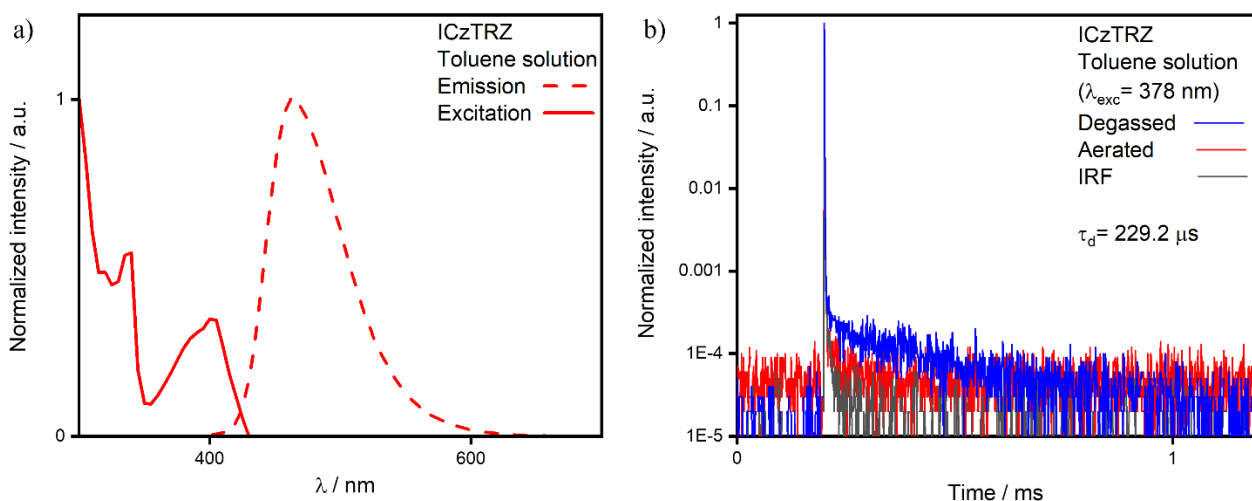 a)
ICzTRZ
Toluene solution
Emission
Excitation
Normalized intensity / a.u.
1
0
400
600
λ / nm
b)
ICzTRZ
Toluene solution
(λexc= 378 nm)
Degassed
Aerated
IRF
τd= 229.2 μs
Normalized intensity / a.u.
1
0.1
0.01
0.001
1E-4
1E-5
0
1
Time / ms